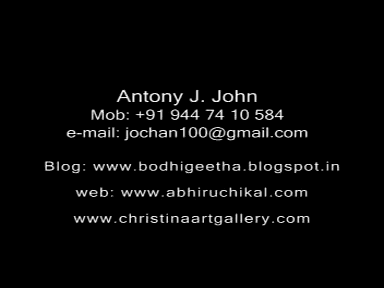 Antony J. John
Mob: +91 944 74 10 584
e-mail: jochan100@gmail.com
Blog: www.bodhigeetha.blogspot.in
web: www.abhiruchikal.com
www.christinaartgallery.com